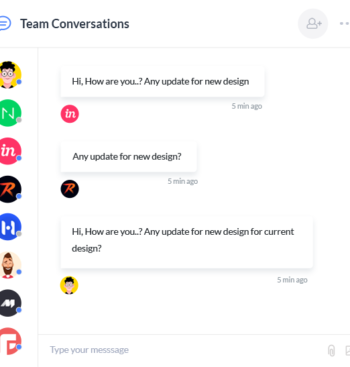 Team Conversations
Hi, How are you..? Any update for new design
5 min ago
in
Any update for new design?
5 min ago
R
Hi, How are you..? Any update for new design for current
design?
5 min ago
N
in
R
H
M
Type your messsage